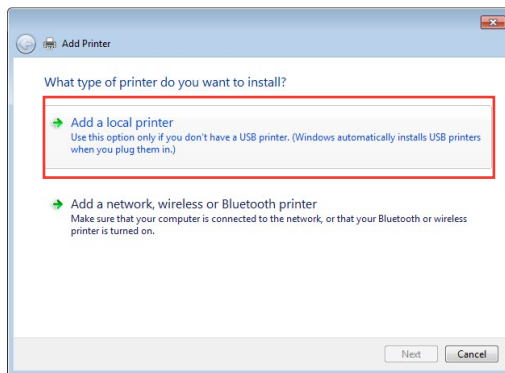 Add Printer
What type of printer do you want to install?
Add a local printer
Use this option only if you don't have a USB printer. (Windows automatically installs USB printers
when you plug them in.)
Add a network, wireless or Bluetooth printer
Make sure that your computer is connected to the network, or that your Bluetooth or wireless
printer is turned on.
Next Cancel